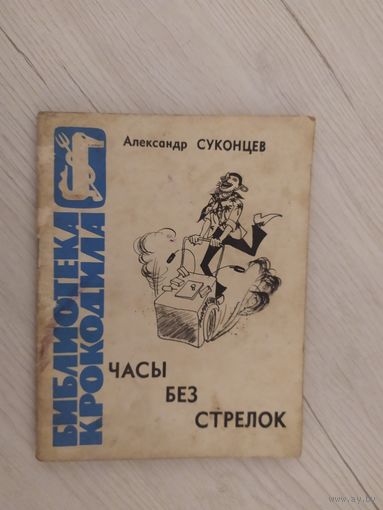 Александр СУКОНЦЕВ
БИБЛИОТЕКА
КРОКОДИЛА
ЧАСЫ
БЕЗ
СТРЕЛОК
www.ay.by